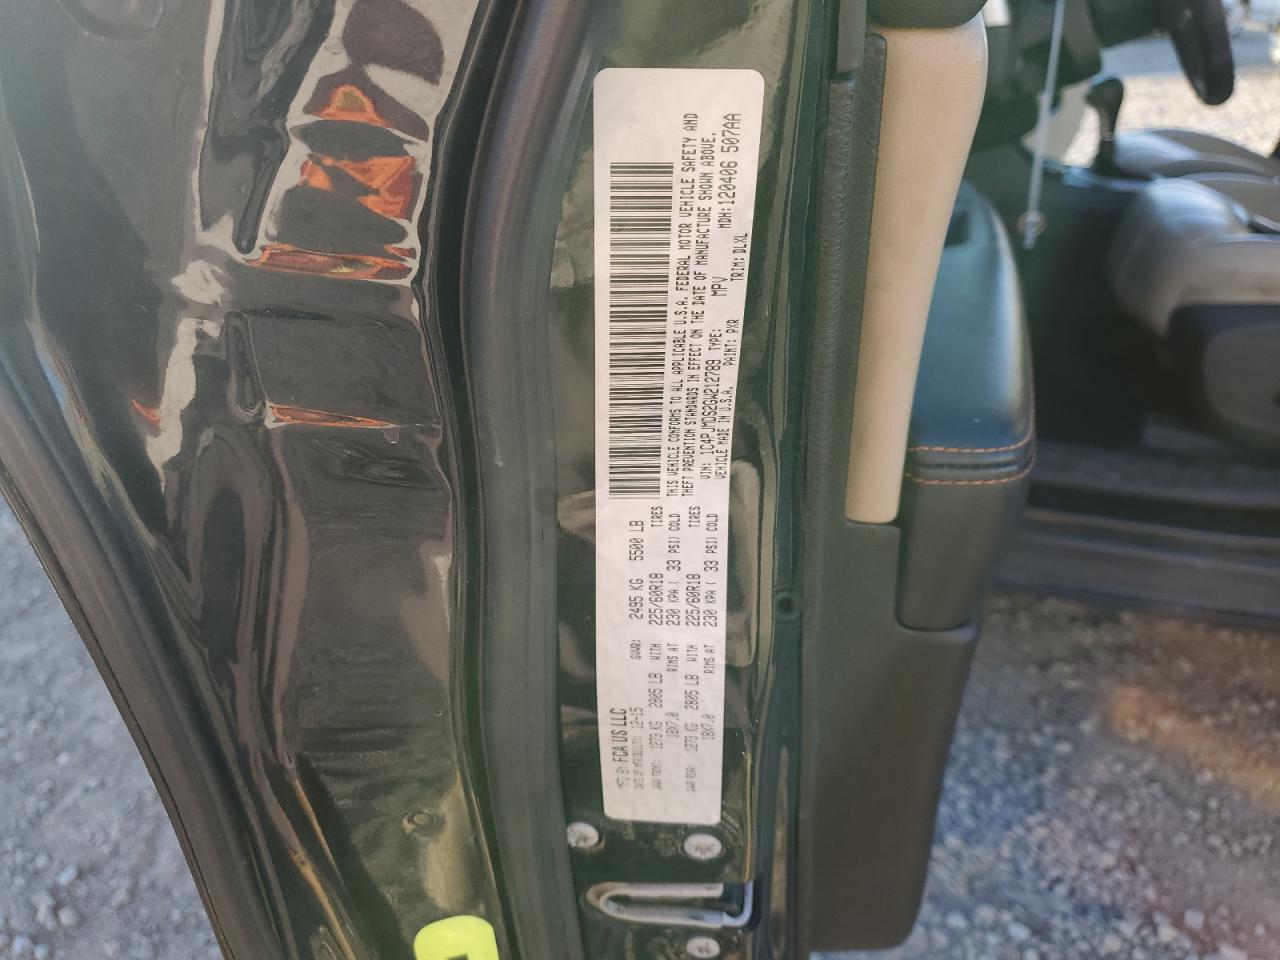 MFD BY FCA US LLC
DATE OF MFR: 12-15 GVWR: 2495 KG 5500 LB
GAWR FRONT: 1273 KG 2805 LB WITH 225/60R18 TIRES
18X7.0 RIMS AT 230 KPA ( 33 PSI) COLD
GAWR REAR: 1273 KG 2805 LB WITH 225/60R18 TIRES
18X7.0 RIMS AT 230 KPA ( 33 PSI) COLD
THIS VEHICLE CONFORMS TO ALL APPLICABLE U.S.A. FEDERAL MOTOR VEHICLE SAFETY AND
THEFT PREVENTION STANDARDS IN EFFECT ON THE DATE OF MANUFACTURE SHOWN ABOVE.
VIN: 1C4PJMDS2GW212789 TYPE: MPV MDH:120406 507AA
VEHICLE MADE IN U.S.A. PAINT: PXR TRIM: DLXL